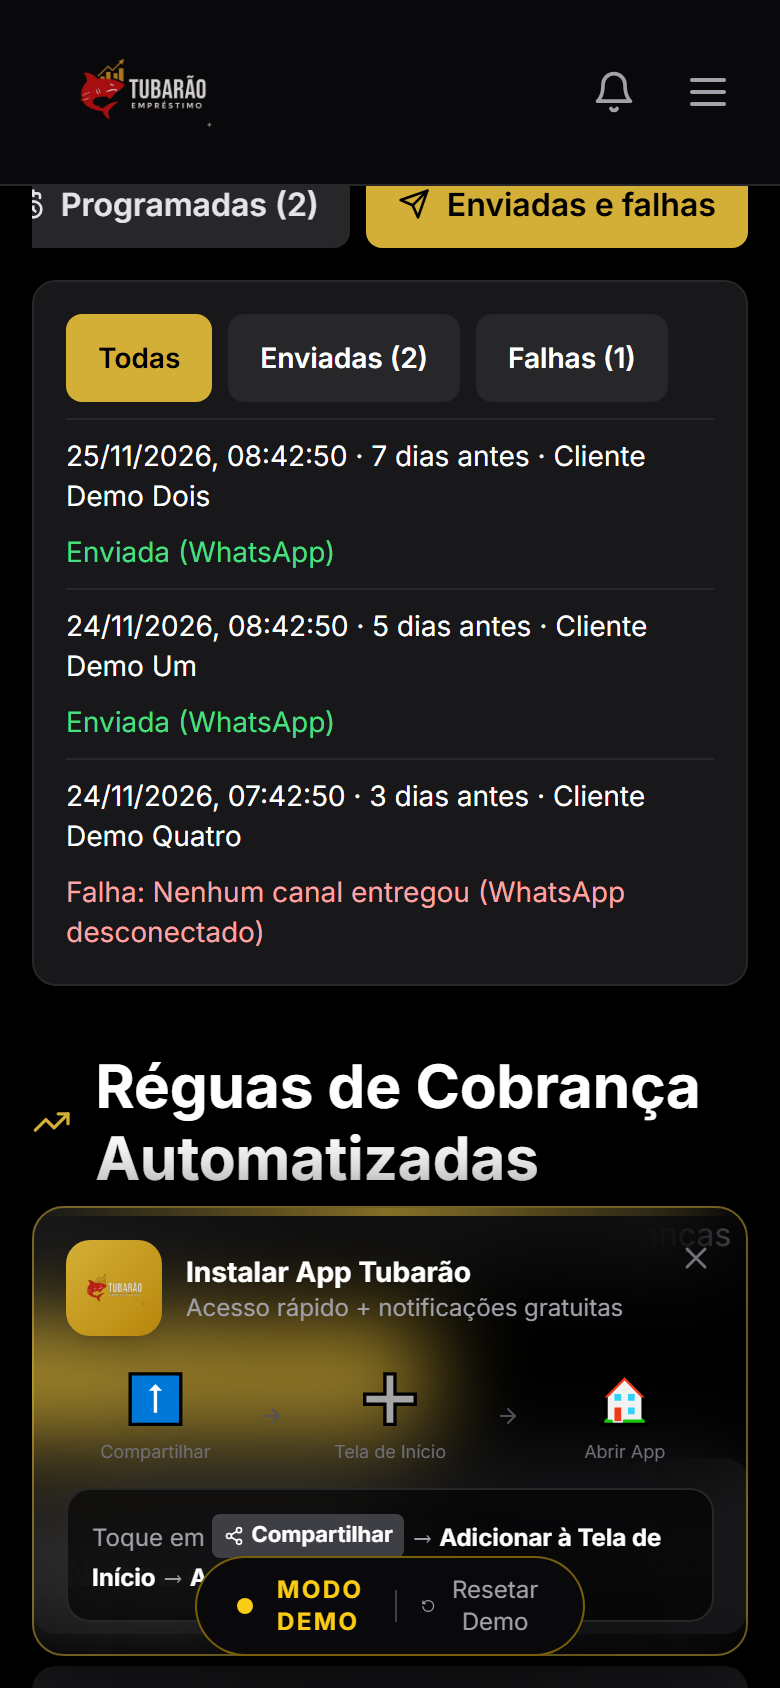 TUBARÃO
EMPRÉSTIMO
Programadas (2)
Enviadas e falhas
Todas
Enviadas (2)
Falhas (1)
25/11/2026, 08:42:50 · 7 dias antes · Cliente
Demo Dois
Enviada (WhatsApp)
24/11/2026, 08:42:50 · 5 dias antes · Cliente
Demo Um
Enviada (WhatsApp)
24/11/2026, 07:42:50 · 3 dias antes · Cliente
Demo Quatro
Falha: Nenhum canal entregou (WhatsApp
desconectado)
Réguas de Cobrança
Automatizadas
Instalar App Tubarão
Acesso rápido + notificações gratuitas
TUBARÃO
Compartilhar
Tela de Início
Abrir App
Toque em Compartilhar → Adicionar à Tela de
Início →
MODO
DEMO
Resetar
Demo